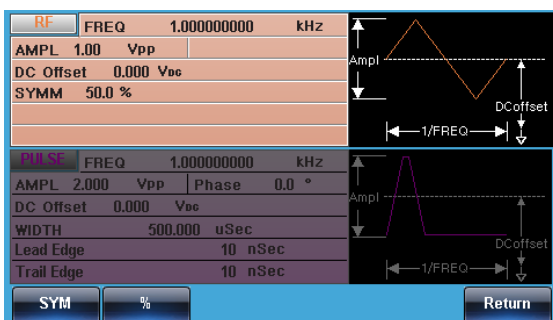 RF FREQ 1.000000000 kHz
AMPL 1.00 Vpp
DC Offset 0.000 VDC
SYMM 50.0 %
Ampl
DCoffset
1/FREQ
PULSE FREQ 1.000000000 kHz
AMPL 2.000 Vpp Phase 0.0 °
DC Offset 0.000 VDC
WIDTH 500.000 uSec
Lead Edge 10 nSec
Trail Edge 10 nSec
Ampl
DCoffset
1/FREQ
SYM % Return